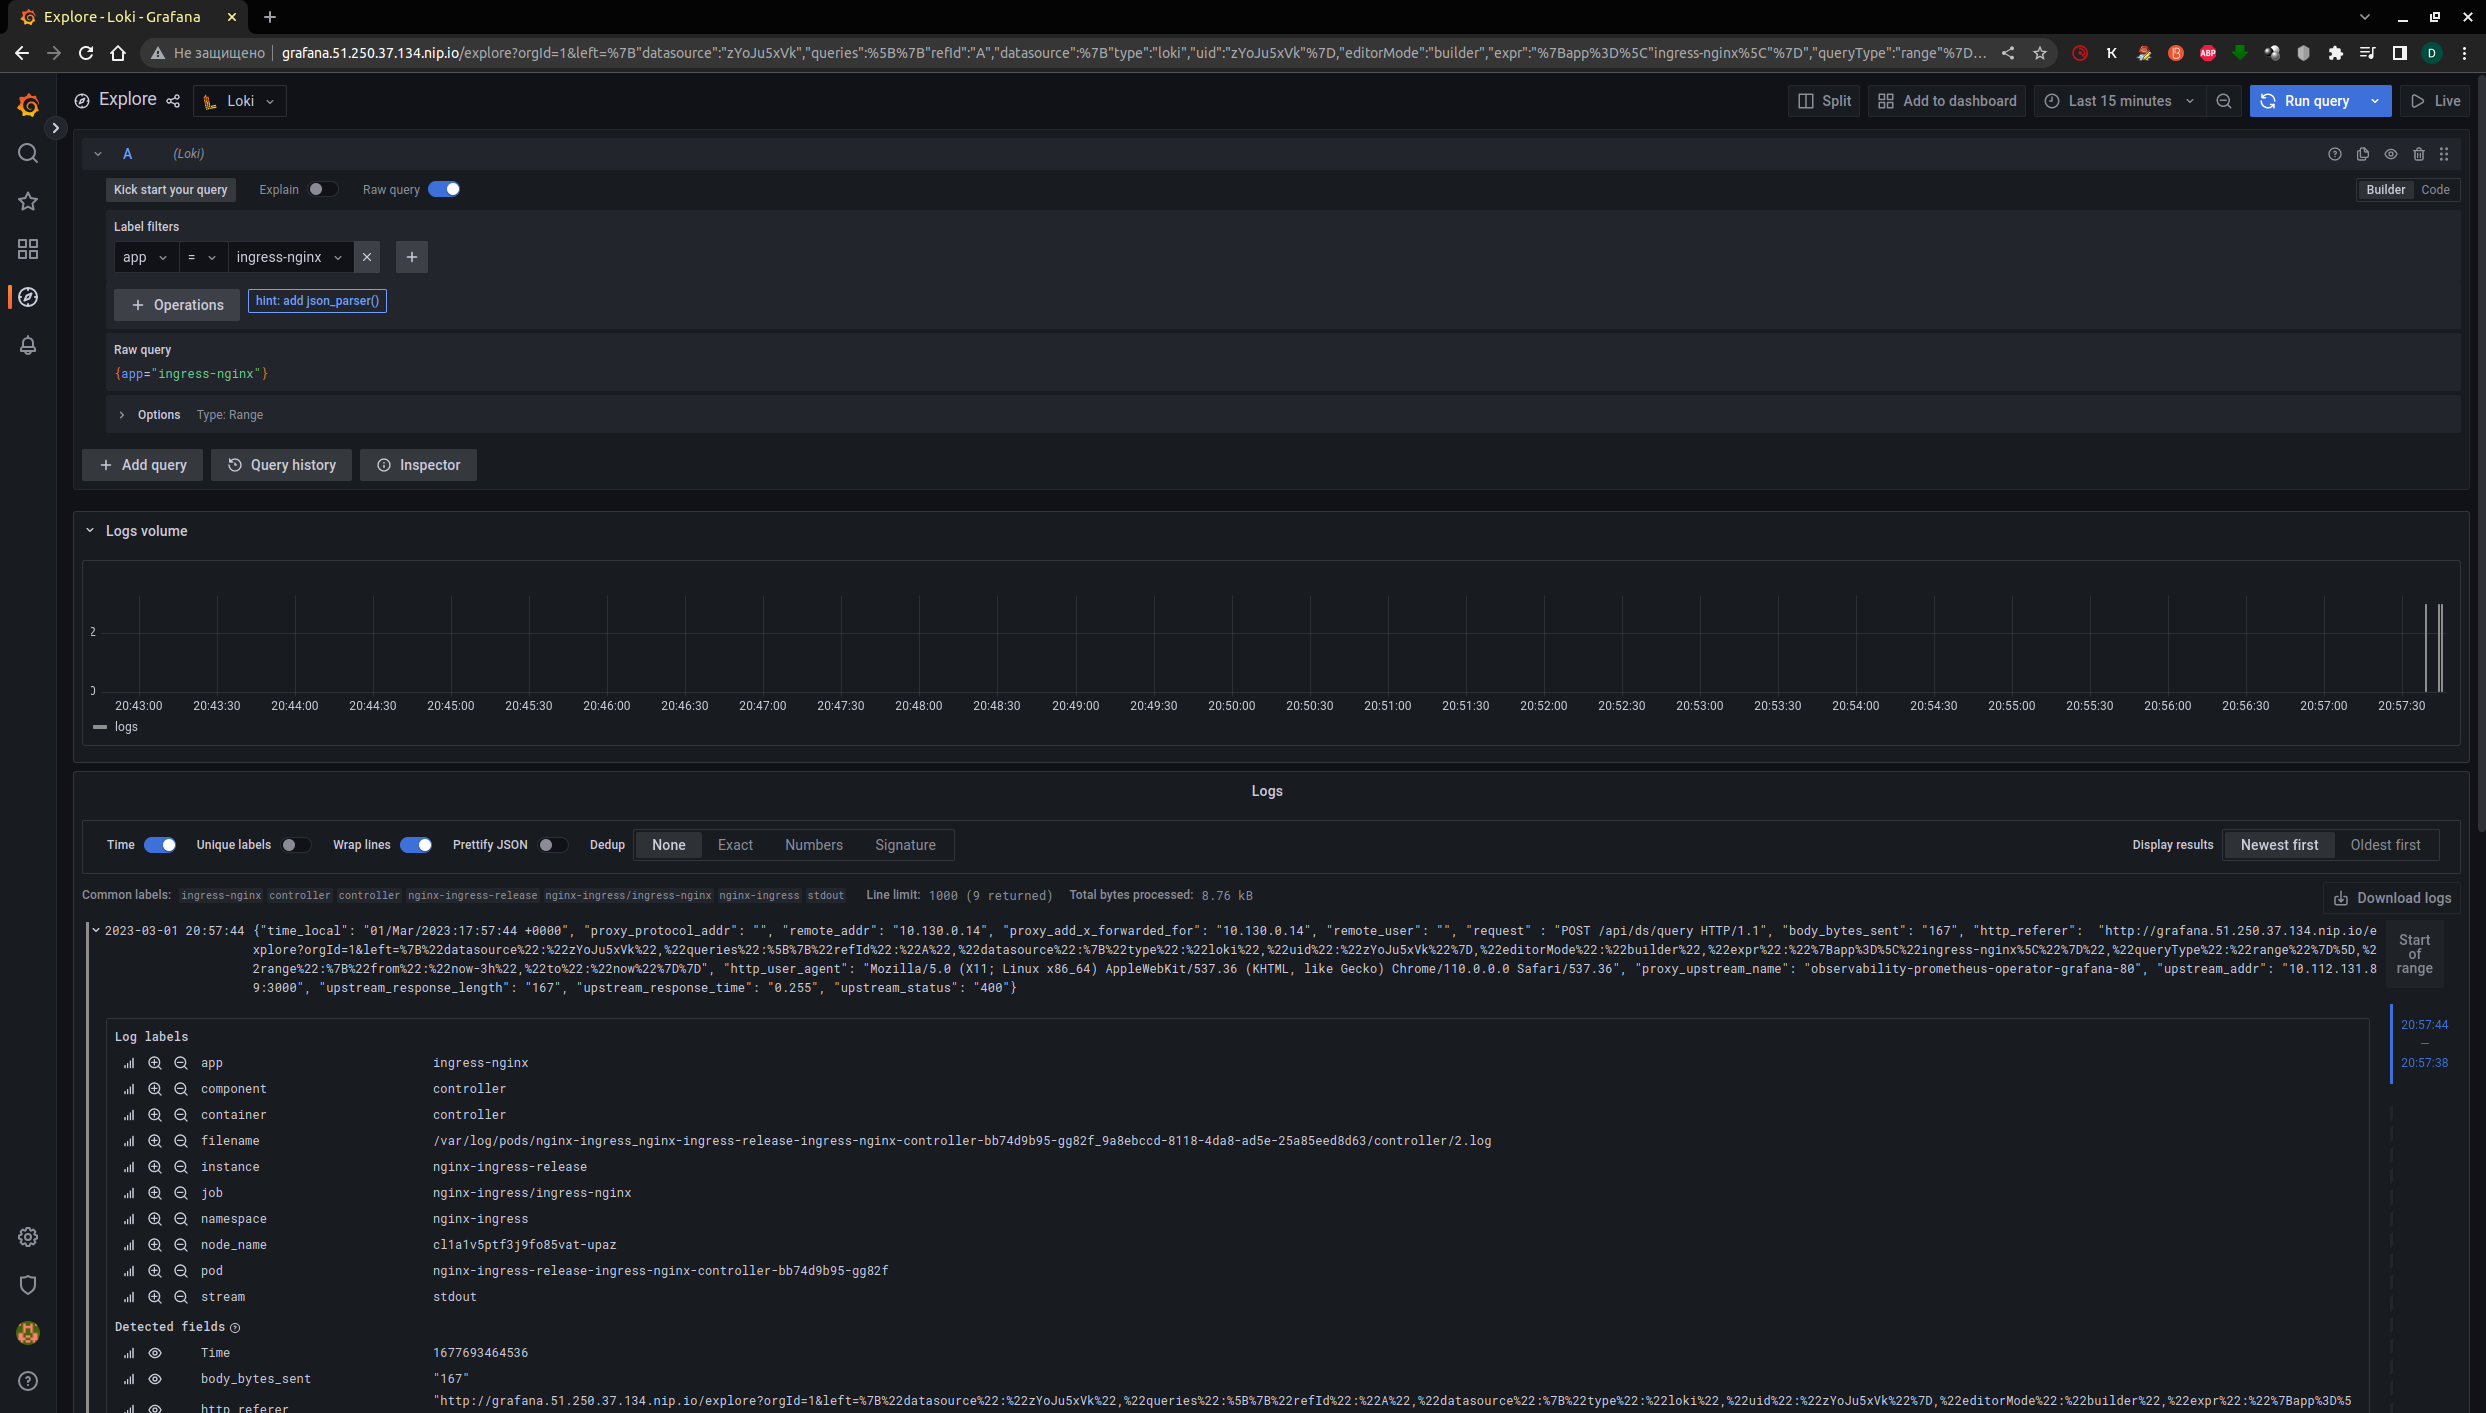 Explore - Loki - Grafana
Не защищено grafana.51.250.37.134.nip.io/explore?orgId=1&left=%7B"datasource":"zYoJu5xVk","queries":%5B%7B"refId":"A","datasource":%7B"type":"loki","uid":"zYoJu5xVk"%7D,"editorMode":"builder","expr":"%7Bapp%3D%5C"ingress-nginx%5C"%7D","queryType":"range"%7D...
K ABP D
Explore Loki Split Add to dashboard Last 15 minutes Run query Live
A (Loki)
Kick start your query Explain Raw query Builder Code
Label filters
app = ingress-nginx
Operations hint: add json_parser()
Raw query
{app="ingress-nginx"}
Options Type: Range
Add query Query history Inspector
Logs volume
2
0
20:43:00 20:43:30 20:44:00 20:44:30 20:45:00 20:45:30 20:46:00 20:46:30 20:47:00 20:47:30 20:48:00 20:48:30 20:49:00 20:49:30 20:50:00 20:50:30 20:51:00 20:51:30 20:52:00 20:52:30 20:53:00 20:53:30 20:54:00 20:54:30 20:55:00 20:55:30 20:56:00 20:56:30 20:57:00 20:57:30
logs
Logs
Time Unique labels Wrap lines Prettify JSON Dedup None Exact Numbers Signature Display results Newest first Oldest first
Common labels: ingress-nginx controller controller nginx-ingress-release nginx-ingress/ingress-nginx nginx-ingress stdout Line limit: 1000 (9 returned) Total bytes processed: 8.76 kB Download logs
2023-03-01 20:57:44 {"time_local": "01/Mar/2023:17:57:44 +0000", "proxy_protocol_addr": "", "remote_addr": "10.130.0.14", "proxy_add_x_forwarded_for": "10.130.0.14", "remote_user": "", "request" : "POST /api/ds/query HTTP/1.1", "body_bytes_sent": "167", "http_referer": "http://grafana.51.250.37.134.nip.io/e
xplore?orgId=1&left=%7B%22datasource%22:%22zYoJu5xVk%22,%22queries%22:%5B%7B%22refId%22:%22A%22,%22datasource%22:%7B%22type%22:%22loki%22,%22uid%22:%22zYoJu5xVk%22%7D,%22editorMode%22:%22builder%22,%22expr%22:%22%7Bapp%3D%5C%22ingress-nginx%5C%22%7D%22,%22queryType%22:%22range%22%7D%5D,%2
2range%22:%7B%22from%22:%22now-3h%22,%22to%22:%22now%22%7D%7D", "http_user_agent": "Mozilla/5.0 (X11; Linux x86_64) AppleWebKit/537.36 (KHTML, like Gecko) Chrome/110.0.0.0 Safari/537.36", "proxy_upstream_name": "observability-prometheus-operator-grafana-80", "upstream_addr": "10.112.131.8
9:3000", "upstream_response_length": "167", "upstream_response_time": "0.255", "upstream_status": "400"}
Start
of
range
20:57:44
—
20:57:38
Log labels
app ingress-nginx
component controller
container controller
filename /var/log/pods/nginx-ingress_nginx-ingress-release-ingress-nginx-controller-bb74d9b95-gg82f_9a8ebccd-8118-4da8-ad5e-25a85eed8d63/controller/2.log
instance nginx-ingress-release
job nginx-ingress/ingress-nginx
namespace nginx-ingress
node_name cl1a1v5ptf3j9fo85vat-upaz
pod nginx-ingress-release-ingress-nginx-controller-bb74d9b95-gg82f
stream stdout
Detected fields
Time 1677693464536
body_bytes_sent "167"
http_referer "http://grafana.51.250.37.134.nip.io/explore?orgId=1&left=%7B%22datasource%22:%22zYoJu5xVk%22,%22queries%22:%5B%7B%22refId%22:%22A%22,%22datasource%22:%7B%22type%22:%22loki%22,%22uid%22:%22zYoJu5xVk%22%7D,%22editorMode%22:%22builder%22,%22expr%22:%22%7Bapp%3D%5